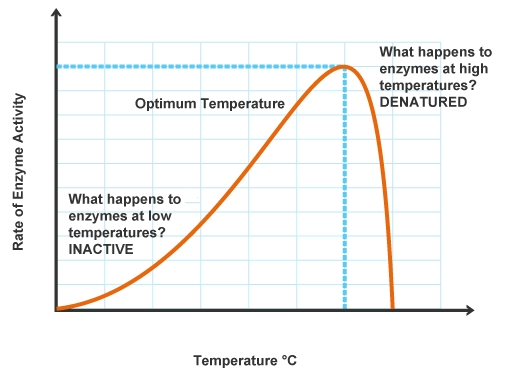 What happens to
enzymes at high
temperatures?
DENATURED
Optimum Temperature
Rate of Enzyme Activity
What happens to
enzymes at low
temperatures?
INACTIVE
Temperature °C